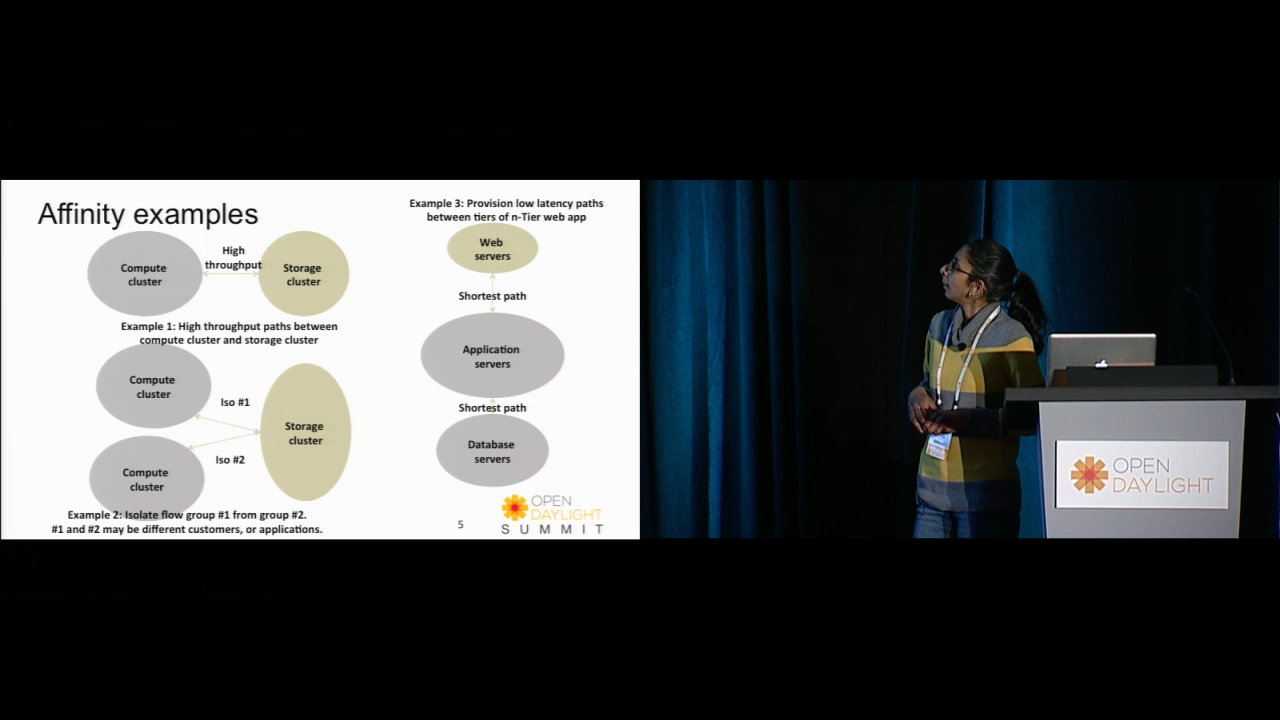 Affinity examples
Compute
cluster
High
throughput
Storage
cluster
Example 1: High throughput paths between
compute cluster and storage cluster
Compute
cluster
Iso #1
Storage
cluster
Iso #2
Compute
cluster
Example 2: Isolate flow group #1 from group #2.
#1 and #2 may be different customers, or applications.
Example 3: Provision low latency paths
between tiers of n-Tier web app
Web
servers
Shortest path
Application
servers
Shortest path
Database
servers
5
OPEN
DAYLIGHT
SUMMIT
OPEN
DAYLIGHT